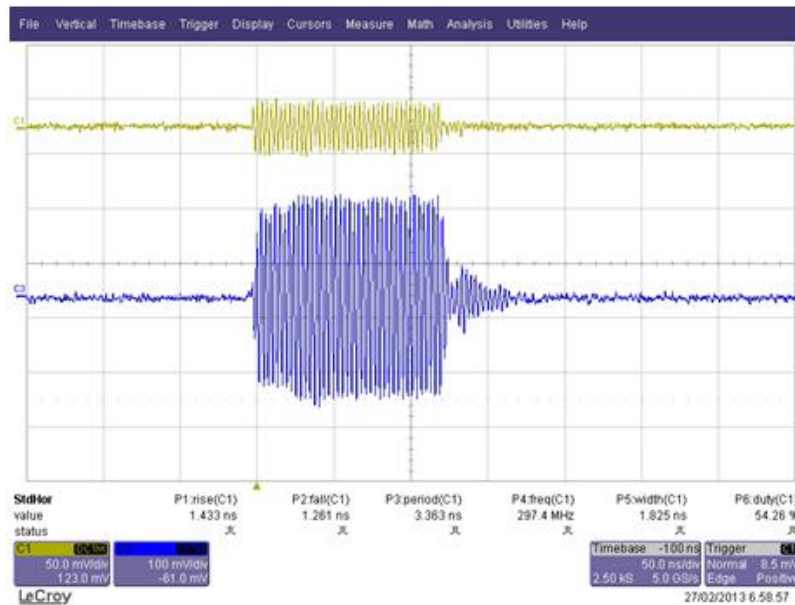 File Vertical Timebase Trigger Display Cursors Measure Math Analysis Utilities Help
C1
C2
StdHor P1:rise(C1) P2:fall(C1) P3:period(C1) P4:freq(C1) P5:width(C1) P6:duty(C1)
value 1.433 ns 1.261 ns 3.363 ns 297.4 MHz 1.825 ns 54.26 %
status
C1 Timebase -100 ns Trigger C1
50.0 mV/div 100 mV/div 50.0 ns/div Normal 8.5 mV
123.0 mV -61.0 mV 2.50 kS 5.0 GS/s Edge Positive
LeCroy 27/02/2013 6:58:57